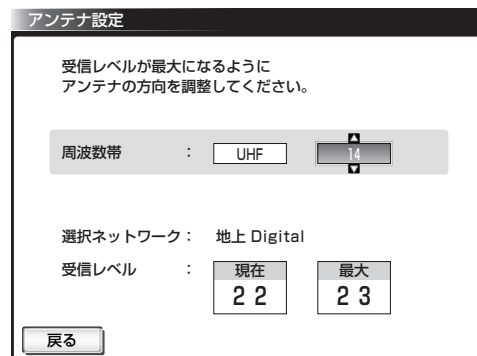 アンテナ設定
受信レベルが最大になるように
アンテナの方向を調整してください。
周波数帯 : UHF 14
選択ネットワーク: 地上 Digital
受信レベル : 現在 最大
22 23
戻る